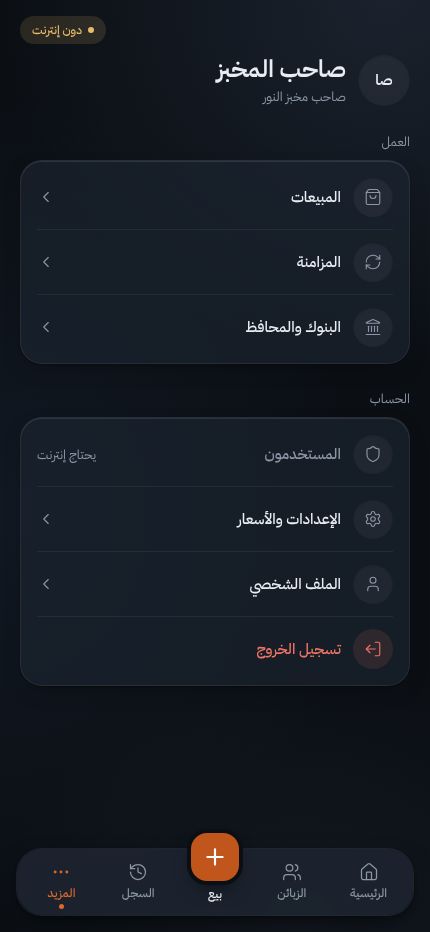 دون إنترنت
صا
صاحب المخبز
صاحب مخبز النور
العمل
المبيعات
المزامنة
البنوك والمحافظ
الحساب
المستخدمون
يحتاج إنترنت
الإعدادات والأسعار
الملف الشخصي
تسجيل الخروج
الرئيسية
الزبائن
بيع
السجل
المزيد